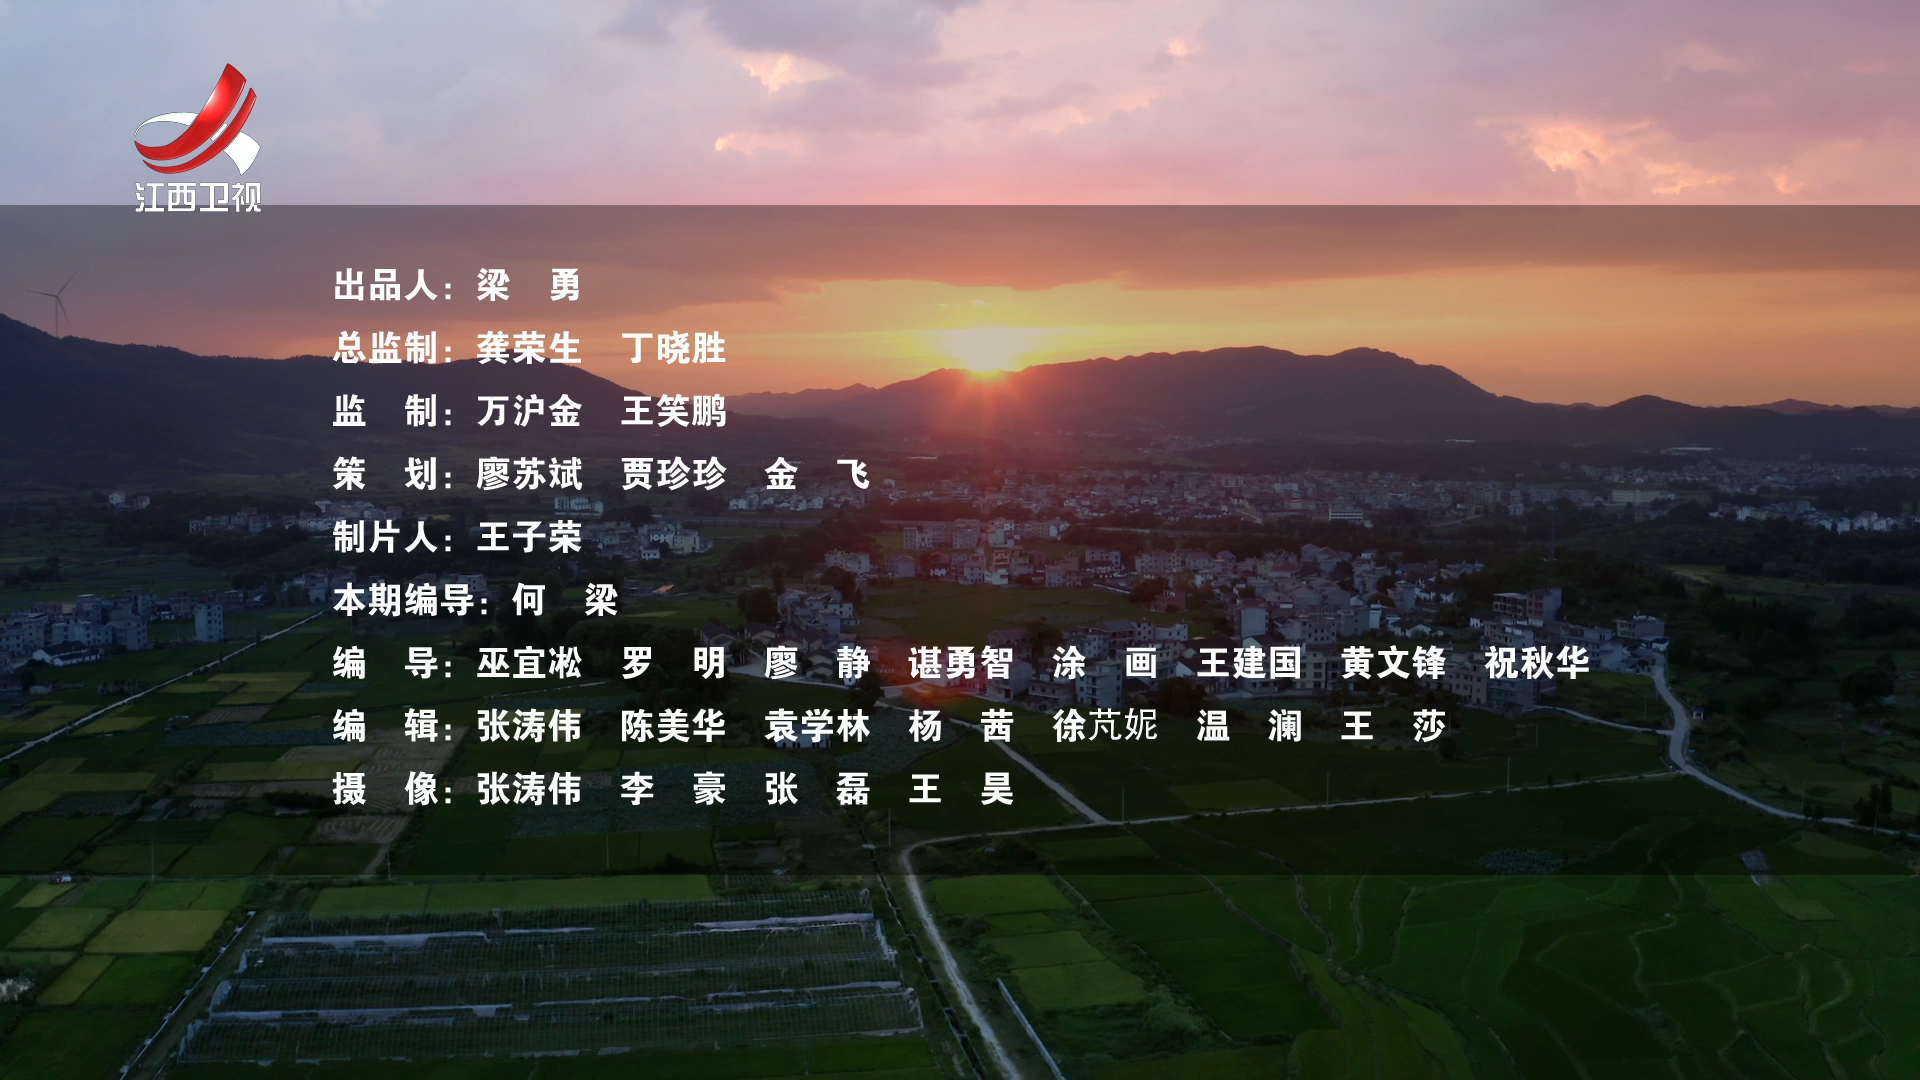 江西卫视
出品人：梁　勇
总监制：龚荣生　丁晓胜
监　制：万沪金　王笑鹏
策　划：廖苏斌　贾珍珍　金　飞
制片人：王子荣
本期编导：何　梁
编　导：巫宜凇　罗　明　廖　静　谌勇智　涂　画　王建国　黄文锋　祝秋华
编　辑：张涛伟　陈美华　袁学林　杨　茜　徐芃妮　温　澜　王　莎
摄　像：张涛伟　李　豪　张　磊　王　昊